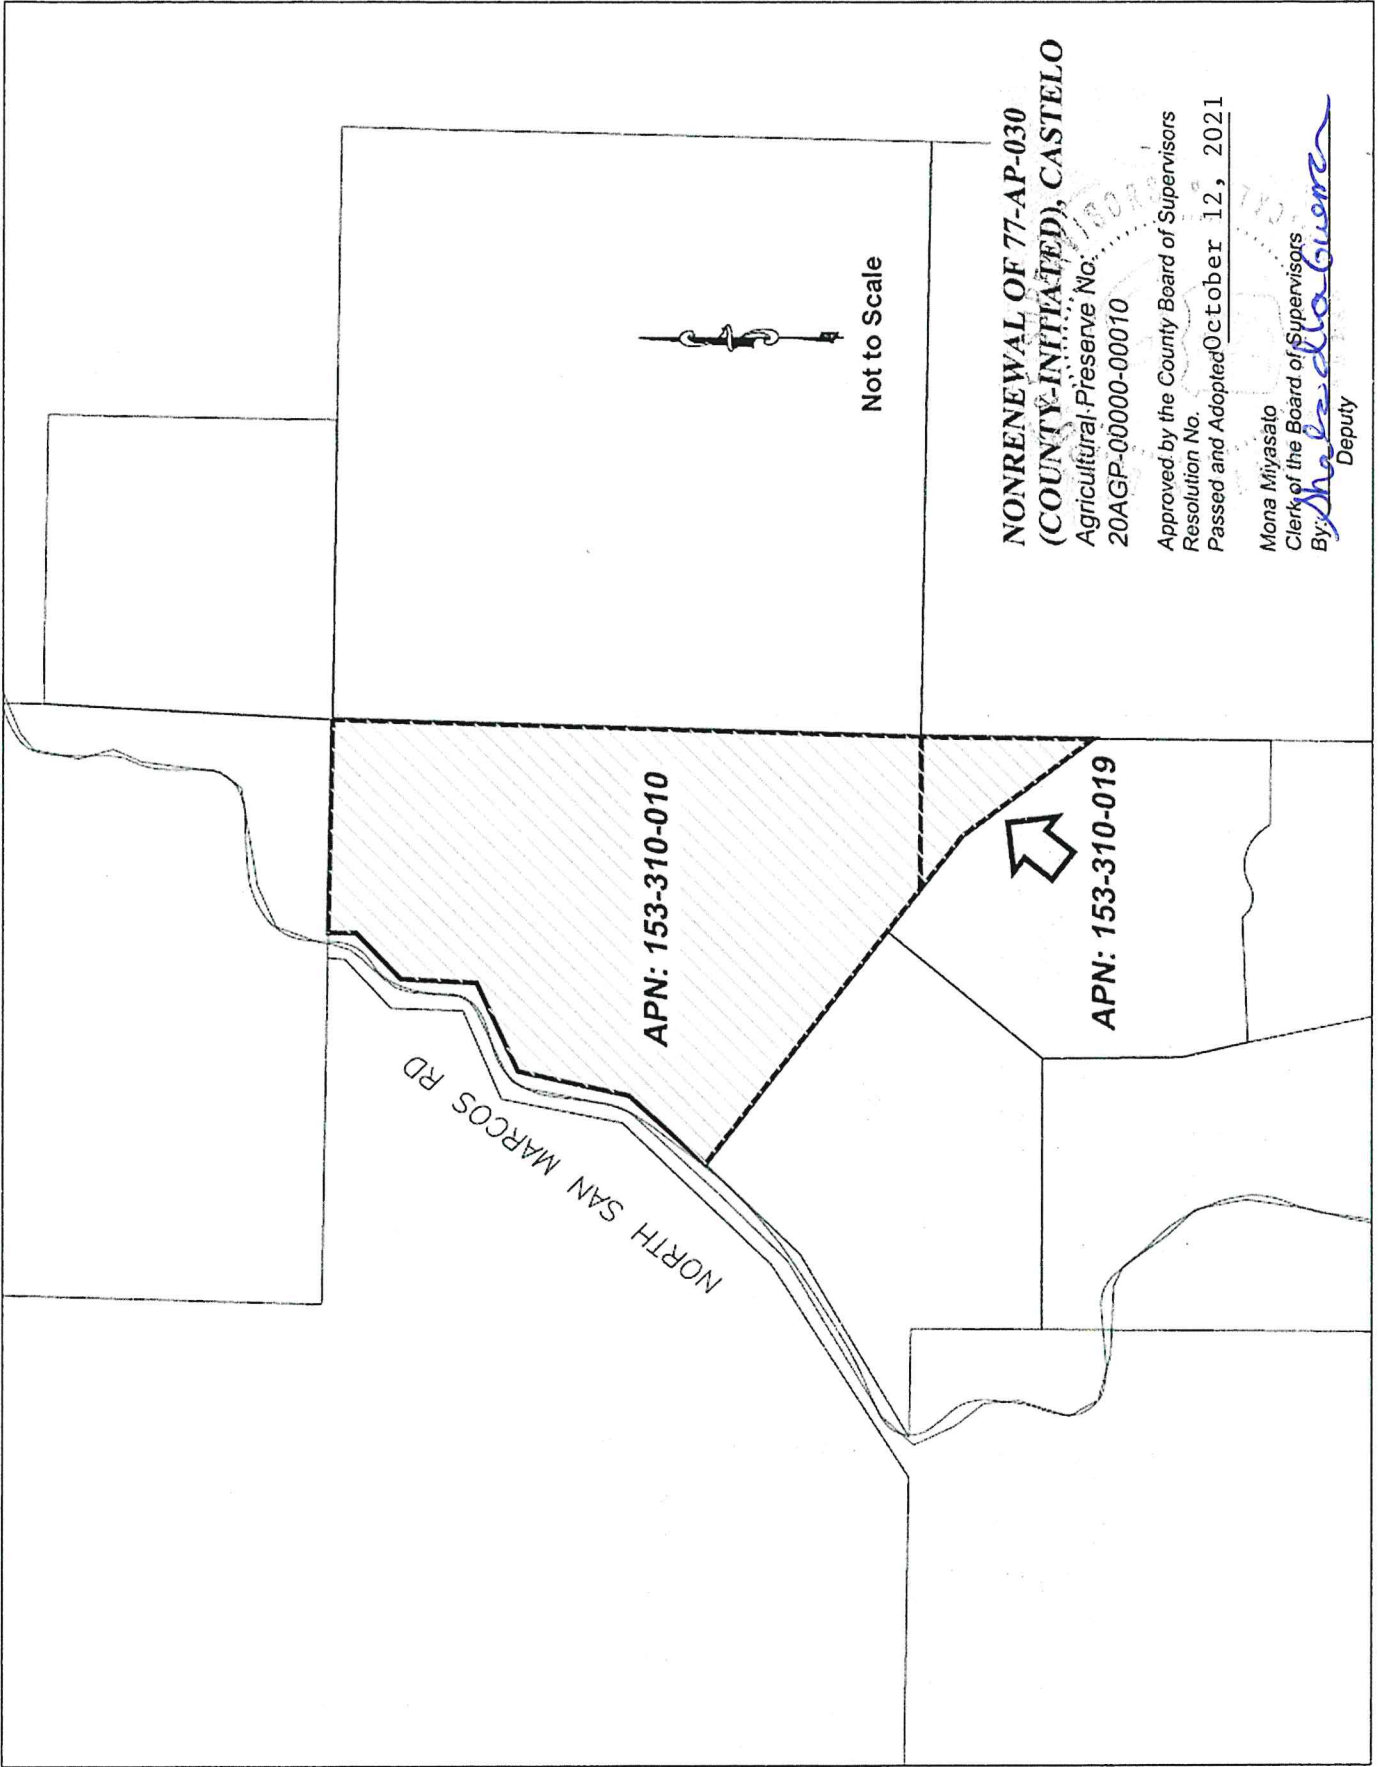 NORTH SAN MARCOS RD
APN: 153-310-010
APN: 153-310-019
Not to Scale
NONRENEWAL OF 77-AP-030
(COUNTY-INITIATED), CASTELO
Agricultural Preserve No:
20AGP-00000-00010
Approved by the County Board of Supervisors
Resolution No.
Passed and Adopted October 12, 2021
Mona Miyasato
Clerk of the Board of Supervisors
By:
Deputy